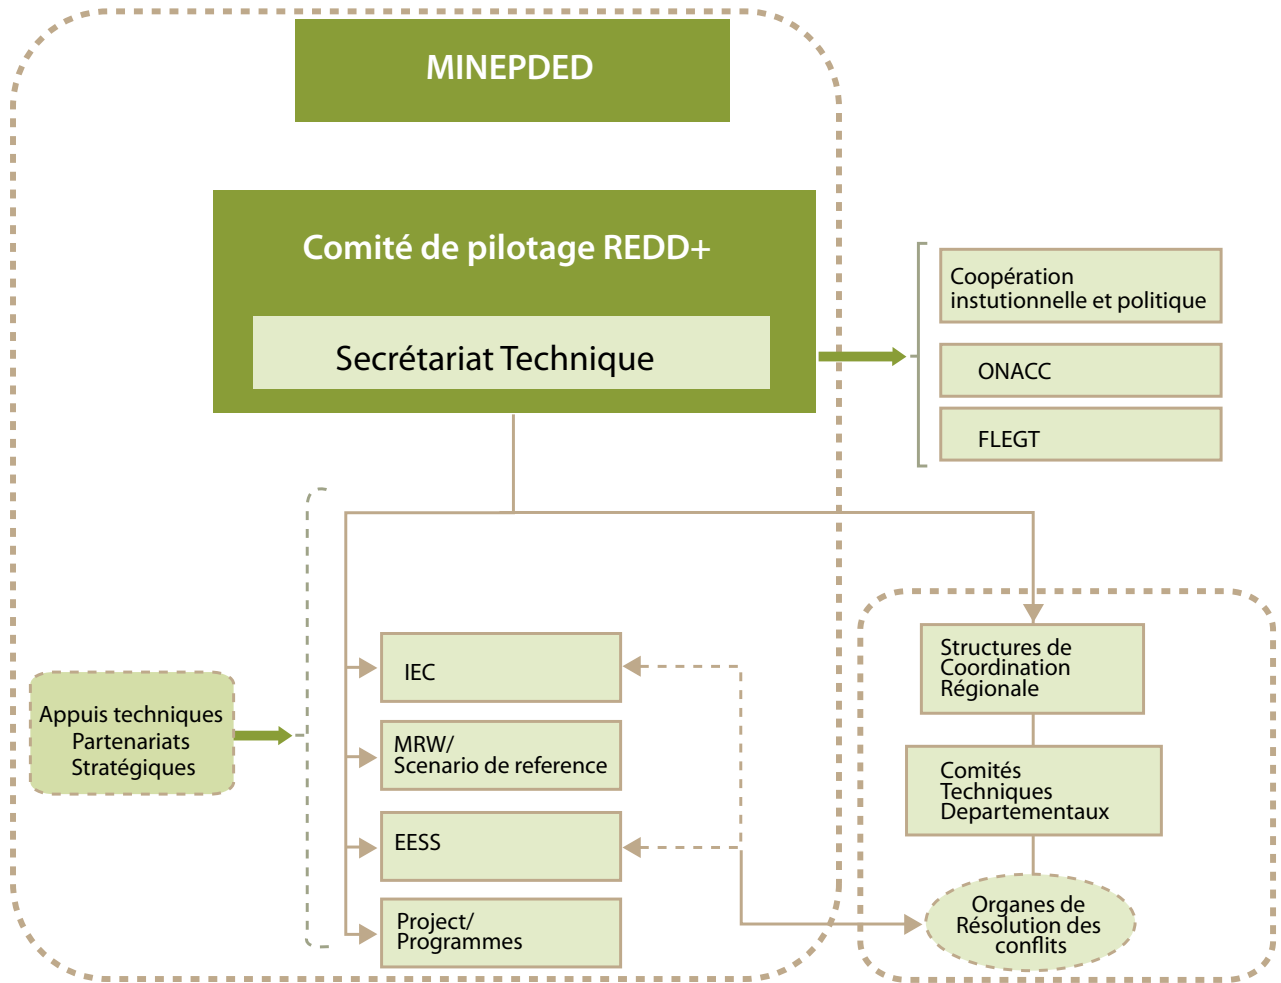 MINEPDED
Comité de pilotage REDD+
Secrétariat Technique
Coopération
instutionnelle et politique
ONACC
FLEGT
Appuis techniques
Partenariats
Stratégiques
IEC
MRW/
Scenario de reference
EESS
Project/
Programmes
Structures de
Coordination
Régionale
Comités
Techniques
Departementaux
Organes de
Résolution des
conflits